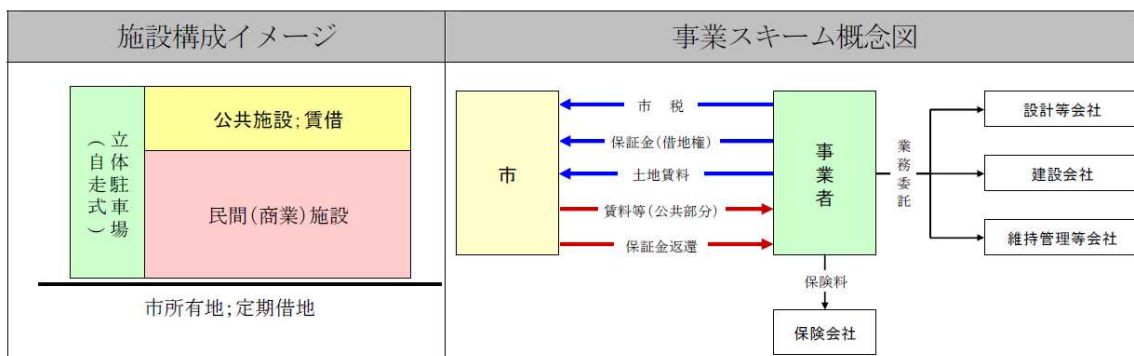 施設構成イメージ
事業スキーム概念図
立体駐車場
(自走式)
公共施設;賃借
民間(商業)施設
市所有地;定期借地
市
市　税
保証金(借地権)
土地賃料
賃料等(公共部分)
保証金返還
事業者
業務委託
設計等会社
建設会社
維持管理等会社
保険料
保険会社